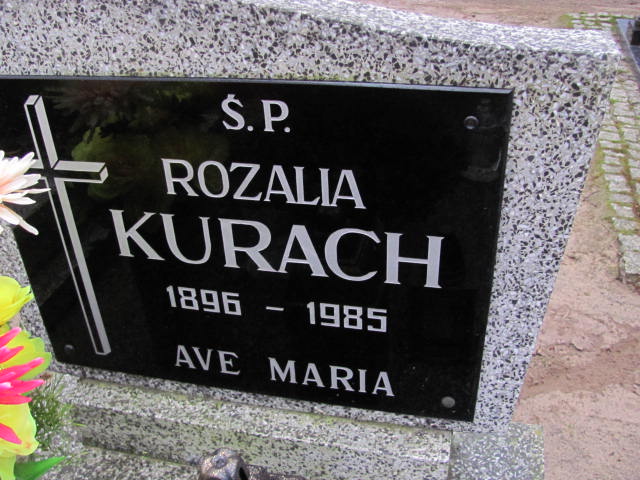 Ś.P.
ROZALIA
KURACH
1896 - 1985
AVE MARIA